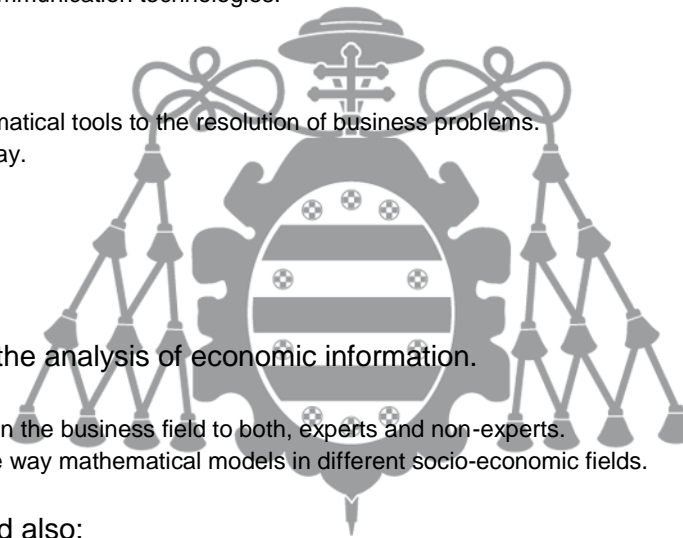 mmunication technologies.
matical tools to the resolution of business problems.
ay.
the analysis of economic information.
n the business field to both, experts and non-experts.
e way mathematical models in different socio-economic fields.
d also: